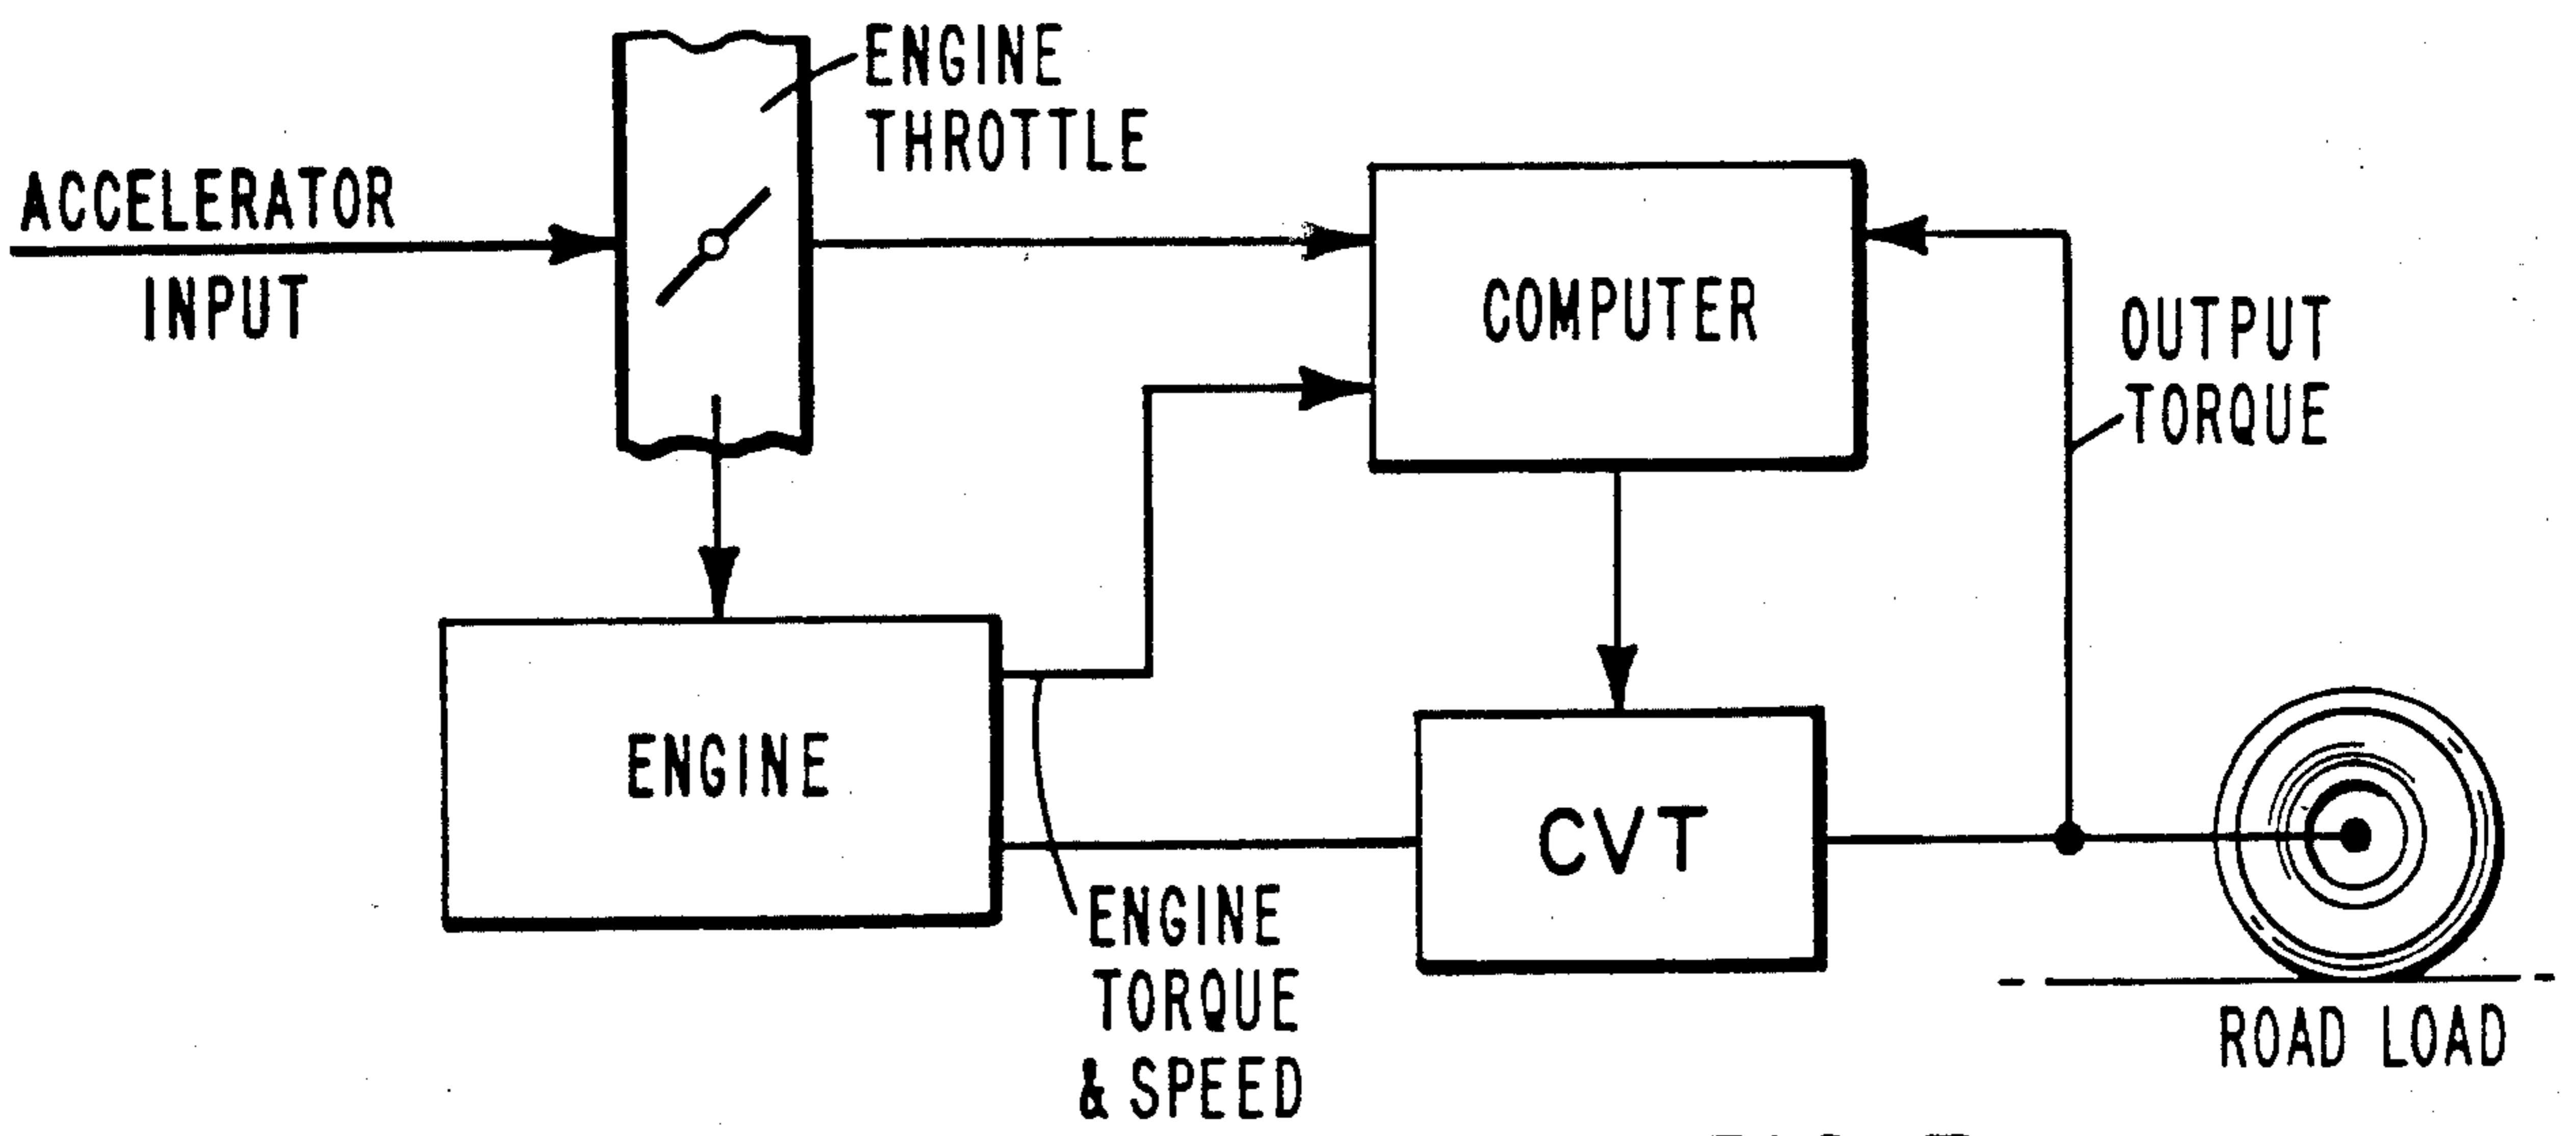 ENGINE
THROTTLE
ACCELERATOR
INPUT
COMPUTER
OUTPUT
TORQUE
ENGINE
CVT
ENGINE
TORQUE
& SPEED
ROAD LOAD